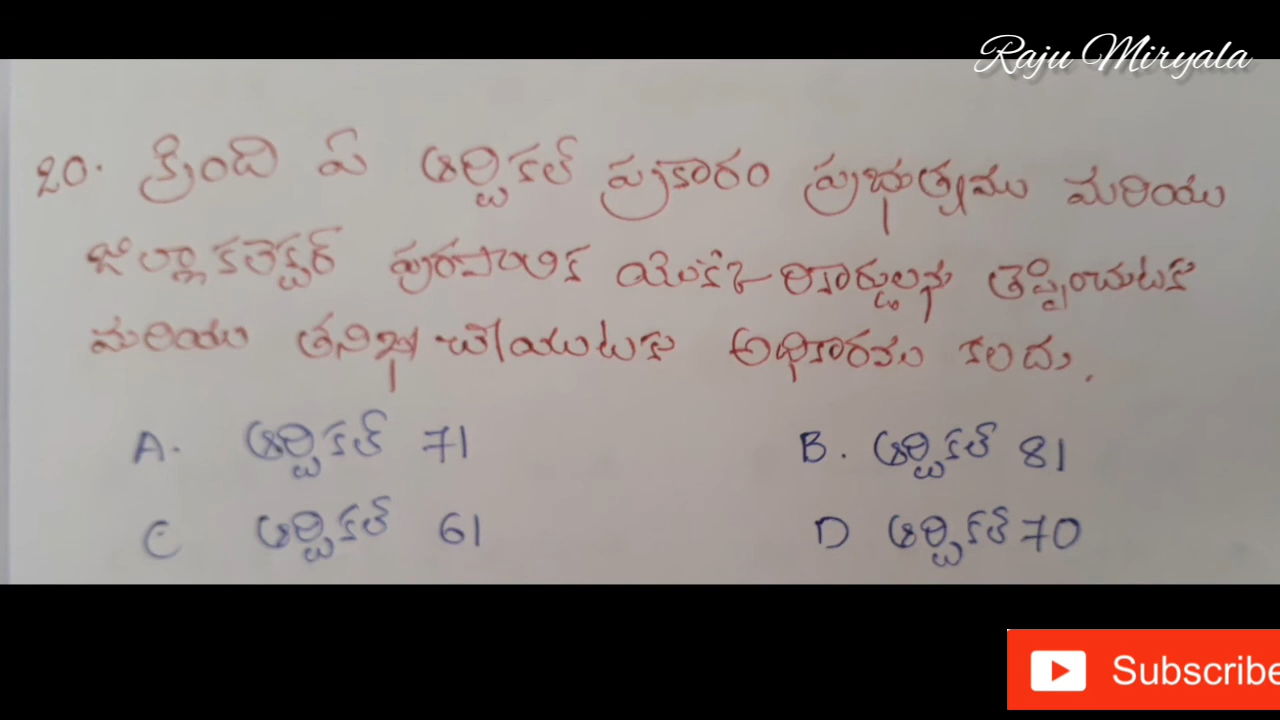 Raju Miryala
20. క్రింది ఏ ఆర్టికల్ ప్రకారం ప్రభుత్వము మరియు
జిల్లా కలెక్టర్ పురపాలిక యొక్క రికార్డులను తెప్పించుటకు
మరియు తనిఖీ చేయుటకు అధికారము కలదు.
A. ఆర్టికల్ 71 B. ఆర్టికల్ 81
C ఆర్టికల్ 61 D ఆర్టికల్ 70
Subscribe